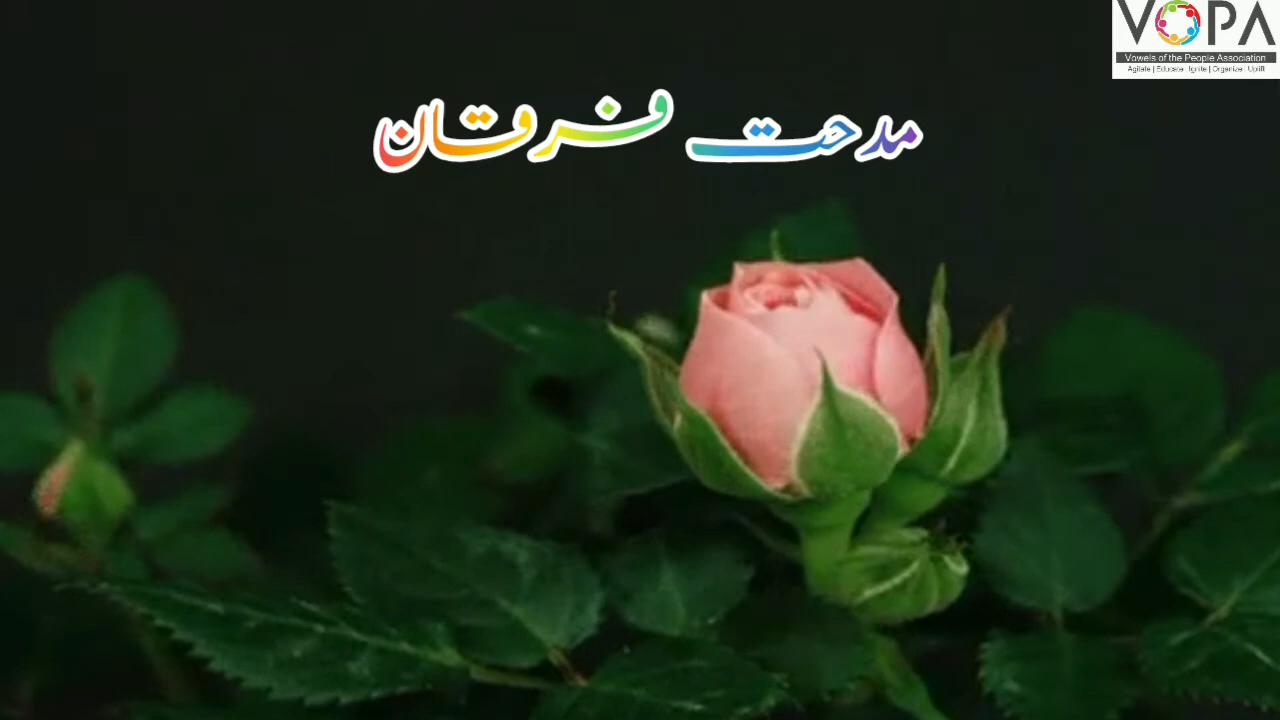 VOPA
Vowels of the People Association
Agitate | Educate | Ignite | Organize | Uplift
مدحت فرقان